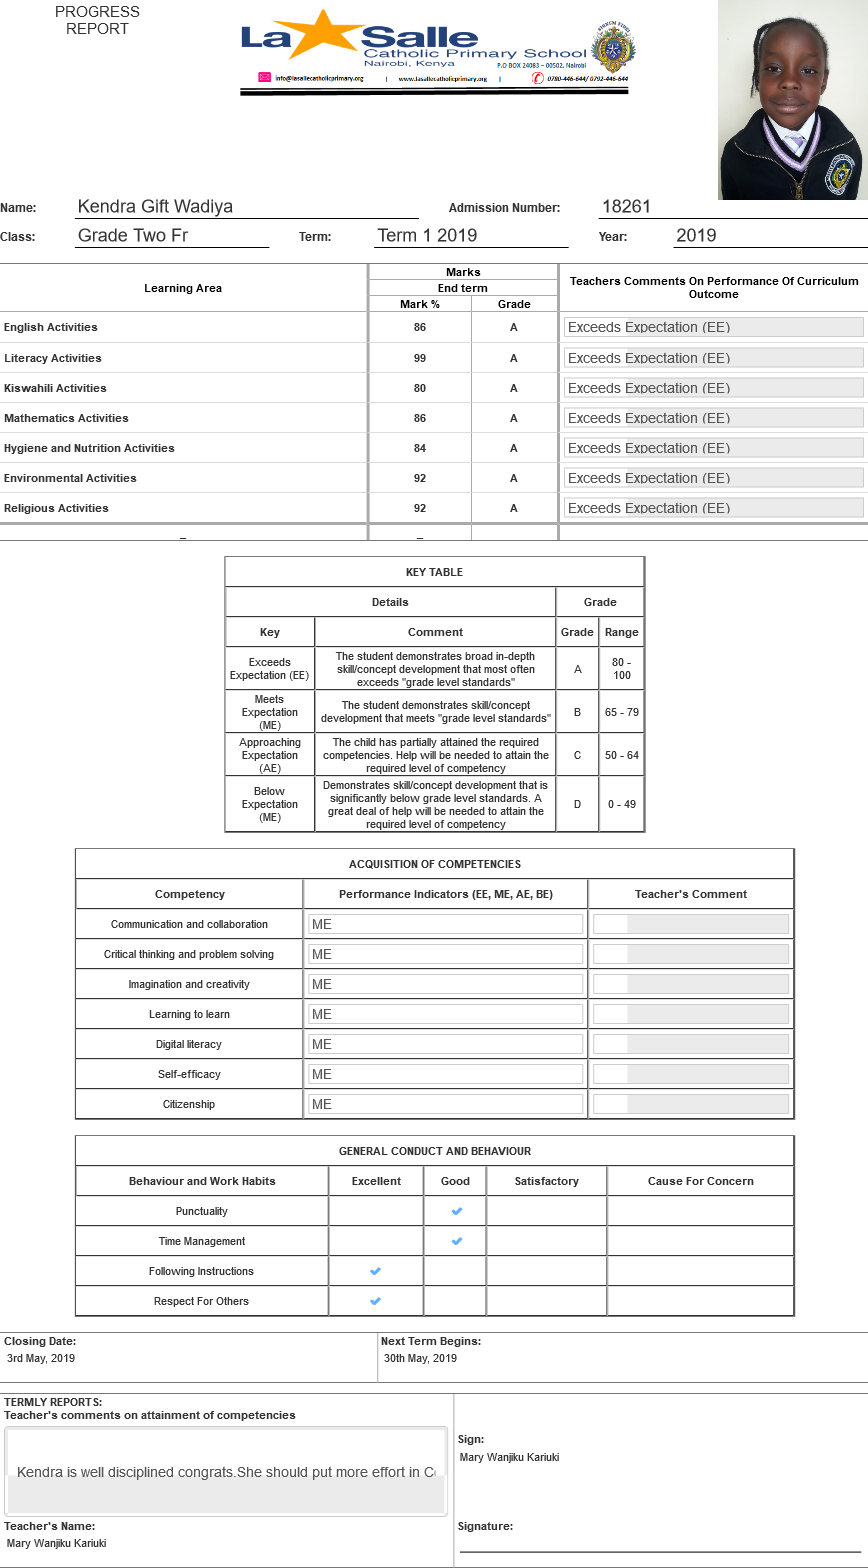 PROGRESS
REPORT
La Salle
Catholic Primary School
Nairobi, Kenya
P.O BOX 24083 – 00502, Nairobi
info@lasallecatholicprimary.org | www.lasallecatholicprimary.org | 0780-446-644/ 0792-446-644
Name: Kendra Gift Wadiya Admission Number: 18261
Class: Grade Two Fr Term: Term 1 2019 Year: 2019
Learning Area Marks Teachers Comments On Performance Of Curriculum Outcome
End term
Mark % Grade
English Activities 86 A Exceeds Expectation (EE)
Literacy Activities 99 A Exceeds Expectation (EE)
Kiswahili Activities 80 A Exceeds Expectation (EE)
Mathematics Activities 86 A Exceeds Expectation (EE)
Hygiene and Nutrition Activities 84 A Exceeds Expectation (EE)
Environmental Activities 92 A Exceeds Expectation (EE)
Religious Activities 92 A Exceeds Expectation (EE)
_ _
KEY TABLE
Details Grade
Key Comment Grade Range
Exceeds Expectation (EE) The student demonstrates broad in-depth skill/concept development that most often exceeds "grade level standards" A 80 - 100
Meets Expectation (ME) The student demonstrates skill/concept development that meets "grade level standards" B 65 - 79
Approaching Expectation (AE) The child has partially attained the required competencies. Help will be needed to attain the required level of competency C 50 - 64
Below Expectation (ME) Demonstrates skill/concept development that is significantly below grade level standards. A great deal of help will be needed to attain the required level of competency D 0 - 49
ACQUISITION OF COMPETENCIES
Competency Performance Indicators (EE, ME, AE, BE) Teacher's Comment
Communication and collaboration ME
Critical thinking and problem solving ME
Imagination and creativity ME
Learning to learn ME
Digital literacy ME
Self-efficacy ME
Citizenship ME
GENERAL CONDUCT AND BEHAVIOUR
Behaviour and Work Habits Excellent Good Satisfactory Cause For Concern
Punctuality
Time Management
Following Instructions
Respect For Others
Closing Date: Next Term Begins:
3rd May, 2019 30th May, 2019
TERMLY REPORTS:
Teacher's comments on attainment of competencies
Kendra is well disciplined congrats.She should put more effort in
Sign:
Mary Wanjiku Kariuki
Teacher's Name:
Mary Wanjiku Kariuki
Signature: